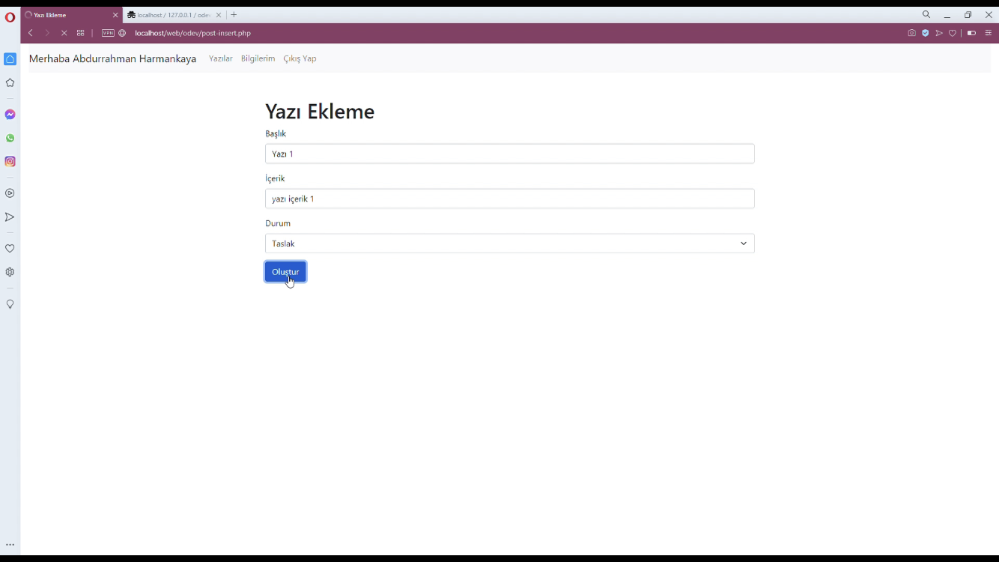 Yazı Ekleme
localhost / 127.0.0.1 / odev
VPN
localhost/web/odev/post-insert.php
Merhaba Abdurrahman Harmankaya Yazılar Bilgilerim Çıkış Yap
Yazı Ekleme
Başlık
Yazı 1
İçerik
yazı içerik 1
Durum
Taslak
Oluştur